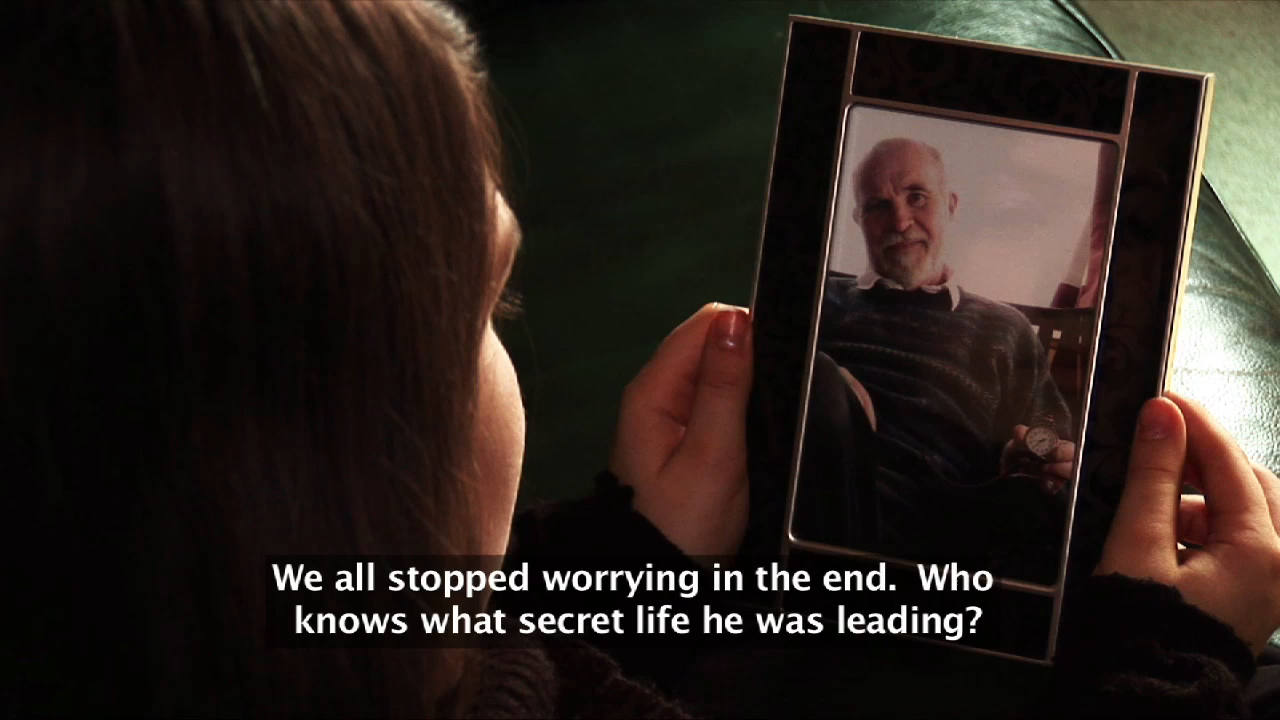 We all stopped worrying in the end.  Who
knows what secret life he was leading?